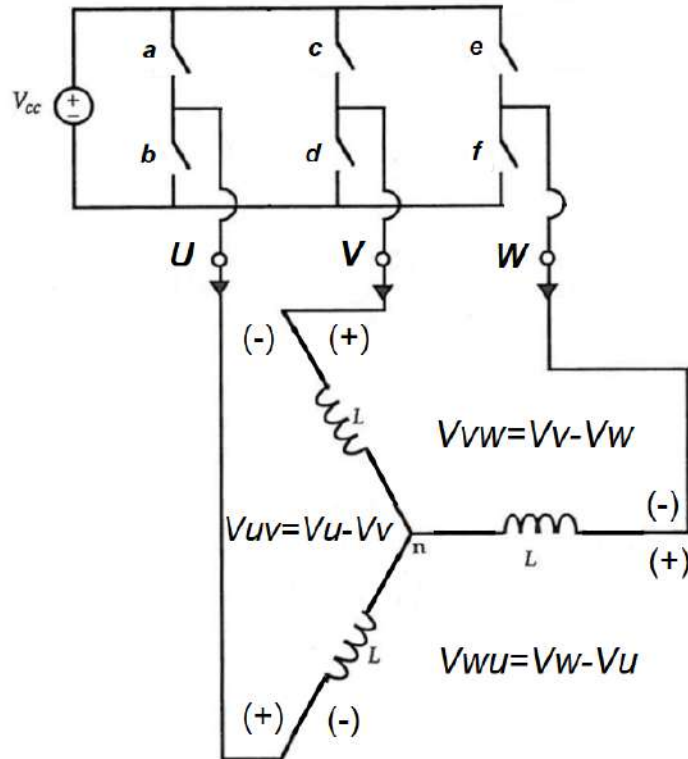 a c e
Vcc + −
b d f
U V W
(-) (+)
L
Vvw=Vv-Vw
(-)
Vuv=Vu-Vv
n
L
(+)
L
Vwu=Vw-Vu
(+) (-)